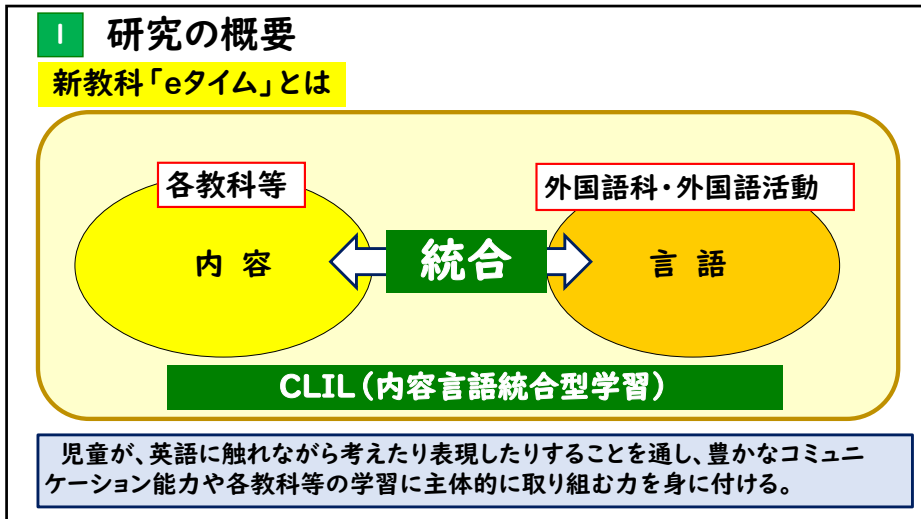 1 研究の概要
新教科「eタイム」とは
各教科等
外国語科・外国語活動
内 容
統合
言 語
CLIL(内容言語統合型学習)
児童が、英語に触れながら考えたり表現したりすることを通し、豊かなコミュニ
ケーション能力や各教科等の学習に主体的に取り組む力を身に付ける。